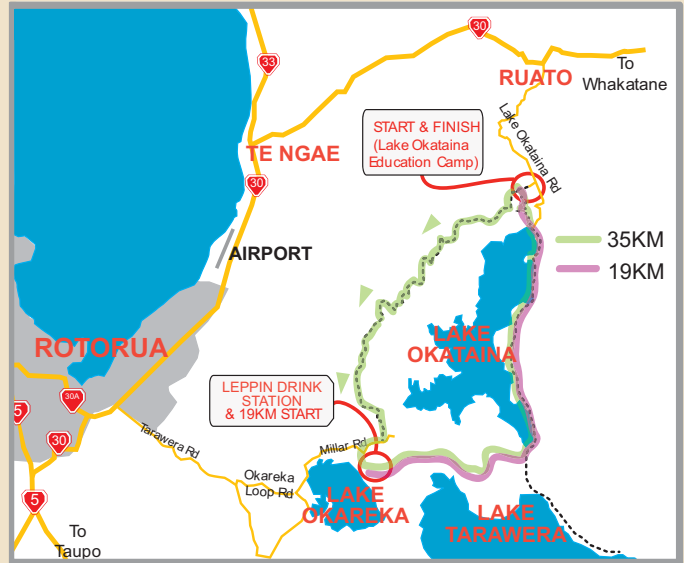 30
To
Whakatane
RUATO
33
START & FINISH
(Lake Okataina
Education Camp)
Lake Okataina Rd
TE NGAE
30
35KM
19KM
AIRPORT
ROTORUA
LAKE
OKATAINA
LEPPIN DRINK
STATION
& 19KM START
30A
5
30
Tarawera Rd
Millar Rd
Okareka
Loop Rd
LAKE
OKAREKA
LAKE
TARAWERA
5
To
Taupo